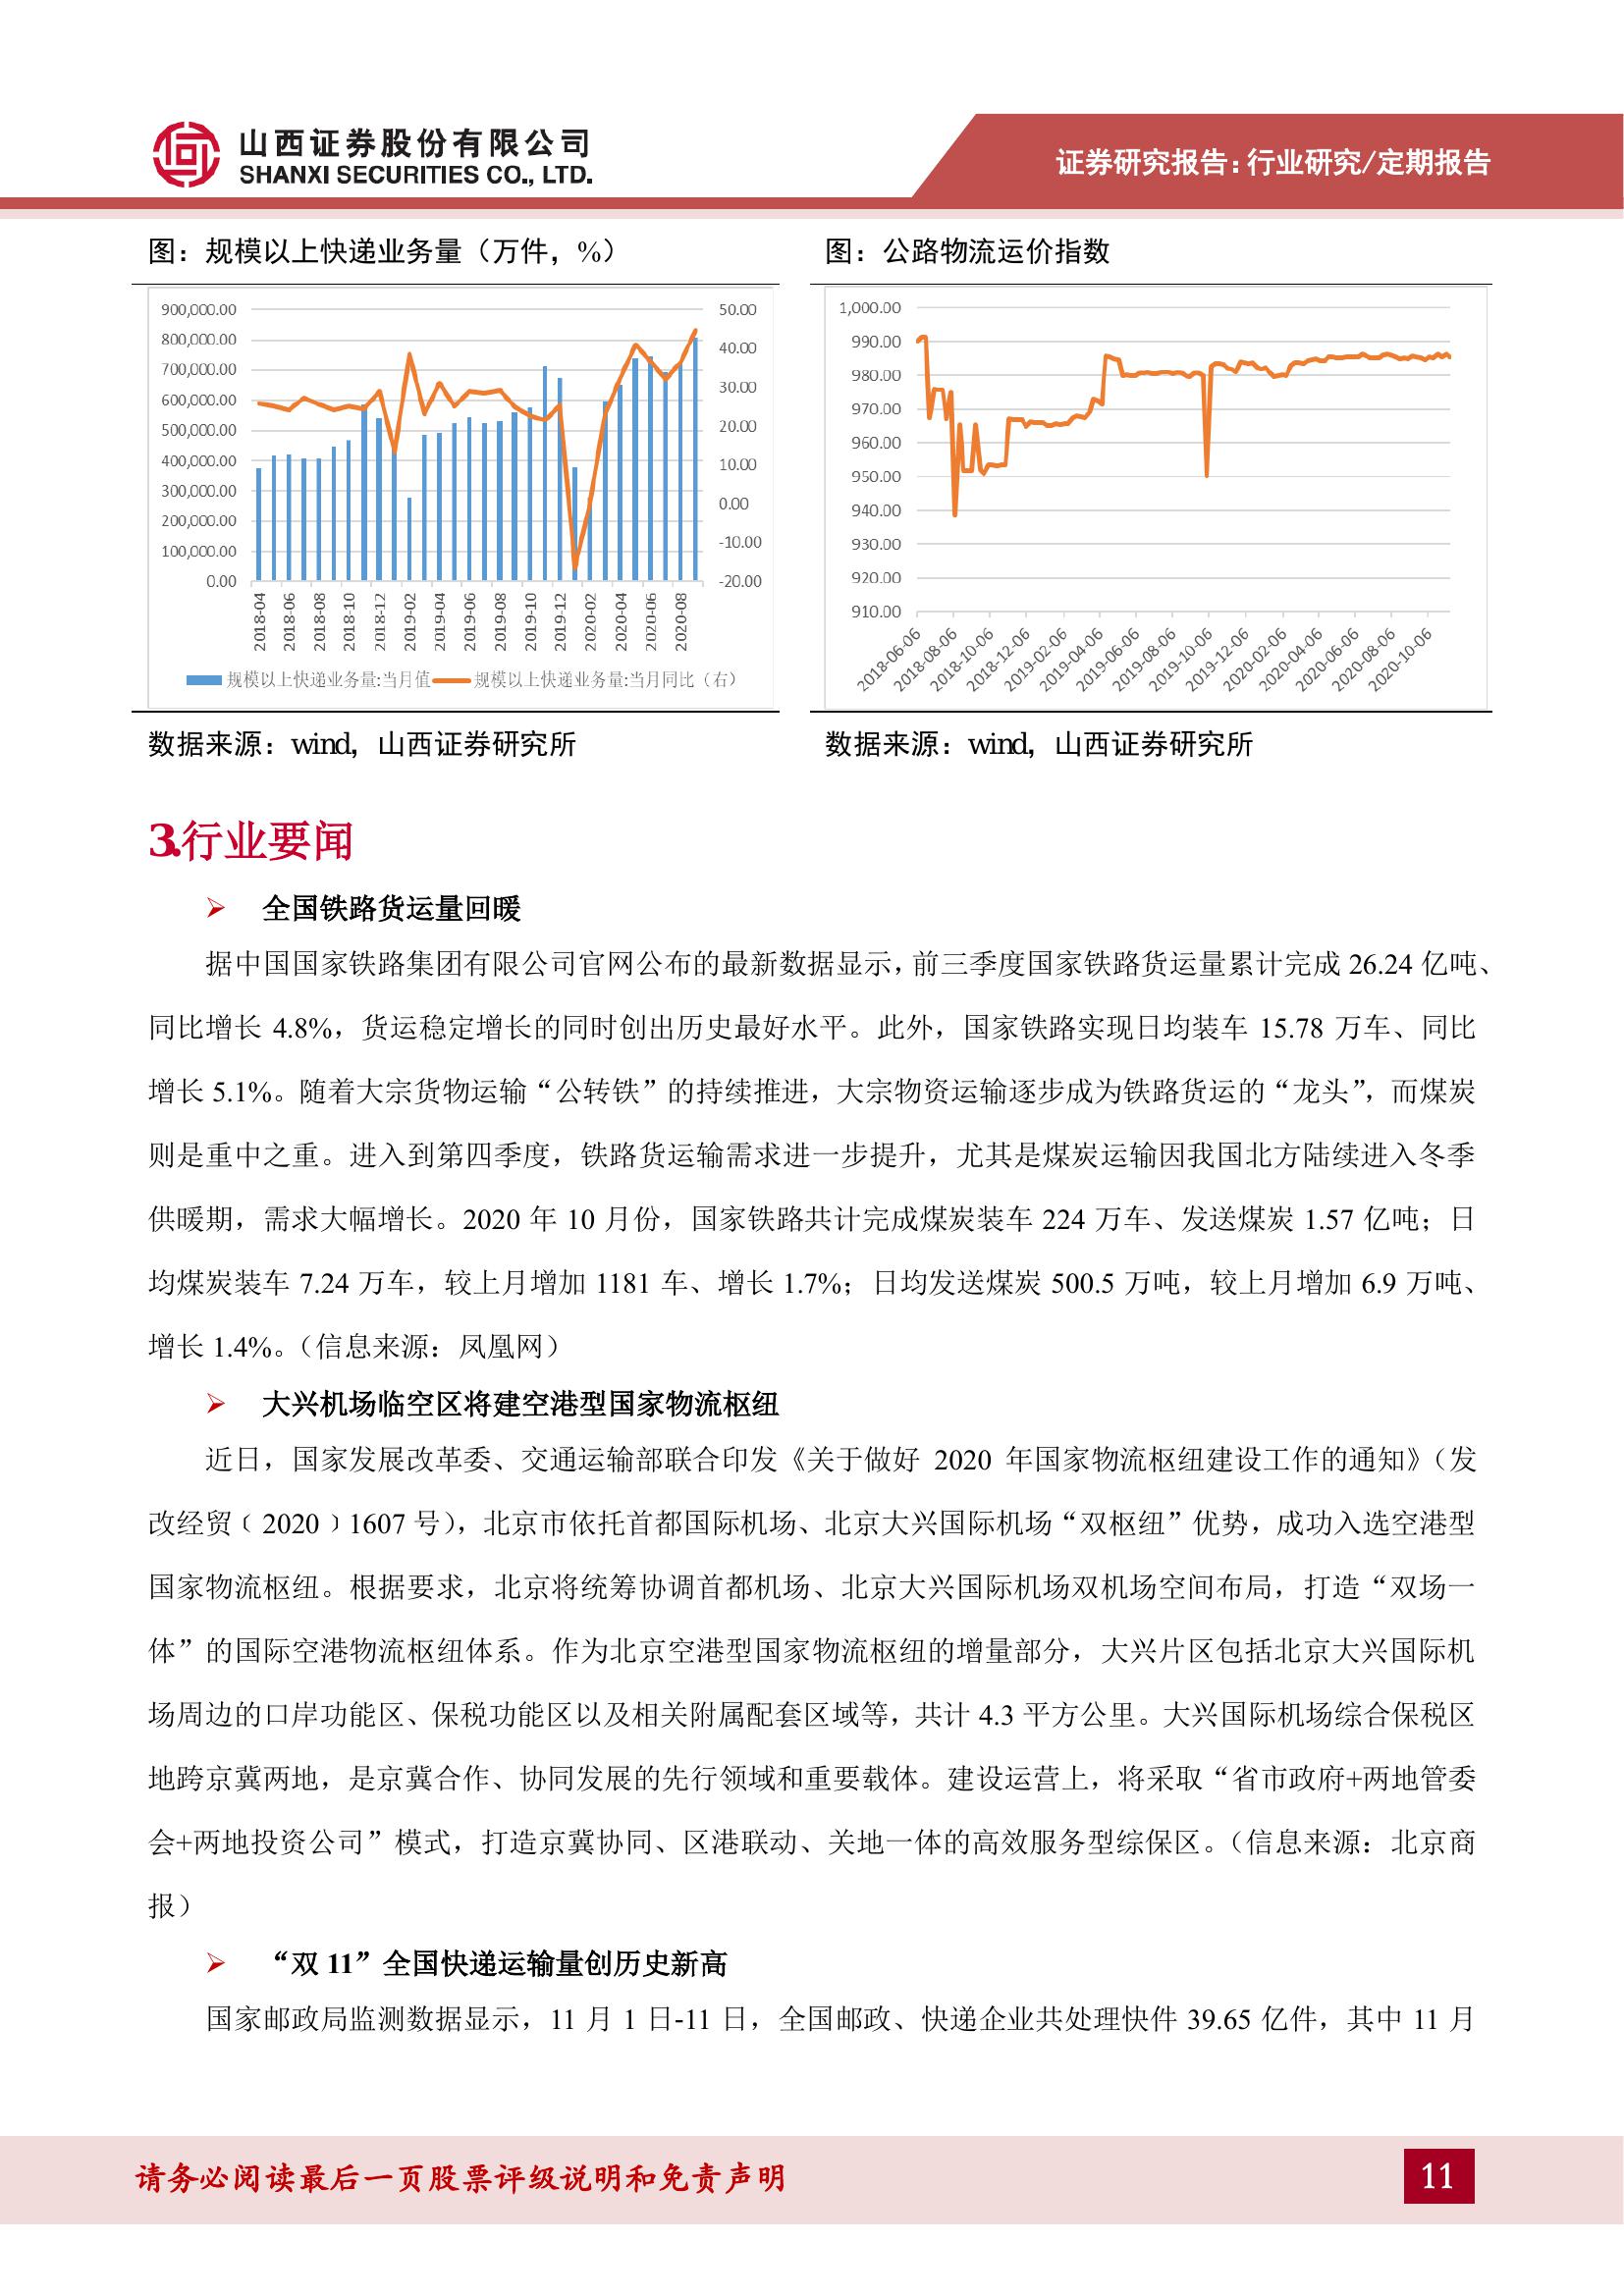 山西证券股份有限公司
SHANXI SECURITIES CO., LTD.
证券研究报告：行业研究/定期报告
图：规模以上快递业务量（万件，%）
900,000.00
800,000.00
700,000.00
600,000.00
500,000.00
400,000.00
300,000.00
200,000.00
100,000.00
0.00
50.00
40.00
30.00
20.00
10.00
0.00
-10.00
-20.00
2018-04
2018-06
2018-08
2018-10
2018-12
2019-02
2019-04
2019-06
2019-08
2019-10
2019-12
2020-02
2020-04
2020-06
2020-08
规模以上快递业务量:当月值
规模以上快递业务量:当月同比（右）
数据来源：wind，山西证券研究所
图：公路物流运价指数
1,000.00
990.00
980.00
970.00
960.00
950.00
940.00
930.00
920.00
910.00
2018-06-06
2018-08-06
2018-10-06
2018-12-06
2019-02-06
2019-04-06
2019-06-06
2019-08-06
2019-10-06
2019-12-06
2020-02-06
2020-04-06
2020-06-06
2020-08-06
2020-10-06
数据来源：wind，山西证券研究所
3.行业要闻
➢ 全国铁路货运量回暖
据中国国家铁路集团有限公司官网公布的最新数据显示，前三季度国家铁路货运量累计完成 26.24 亿吨、
同比增长 4.8%，货运稳定增长的同时创出历史最好水平。此外，国家铁路实现日均装车 15.78 万车、同比
增长 5.1%。随着大宗货物运输“公转铁”的持续推进，大宗物资运输逐步成为铁路货运的“龙头”，而煤炭
则是重中之重。进入到第四季度，铁路货运输需求进一步提升，尤其是煤炭运输因我国北方陆续进入冬季
供暖期，需求大幅增长。2020 年 10 月份，国家铁路共计完成煤炭装车 224 万车、发送煤炭 1.57 亿吨；日
均煤炭装车 7.24 万车，较上月增加 1181 车、增长 1.7%；日均发送煤炭 500.5 万吨，较上月增加 6.9 万吨、
增长 1.4%。（信息来源：凤凰网）
➢ 大兴机场临空区将建空港型国家物流枢纽
近日，国家发展改革委、交通运输部联合印发《关于做好 2020 年国家物流枢纽建设工作的通知》（发
改经贸﹝2020﹞1607 号），北京市依托首都国际机场、北京大兴国际机场“双枢纽”优势，成功入选空港型
国家物流枢纽。根据要求，北京将统筹协调首都机场、北京大兴国际机场双机场空间布局，打造“双场一
体”的国际空港物流枢纽体系。作为北京空港型国家物流枢纽的增量部分，大兴片区包括北京大兴国际机
场周边的口岸功能区、保税功能区以及相关附属配套区域等，共计 4.3 平方公里。大兴国际机场综合保税区
地跨京冀两地，是京冀合作、协同发展的先行领域和重要载体。建设运营上，将采取“省市政府+两地管委
会+两地投资公司”模式，打造京冀协同、区港联动、关地一体的高效服务型综保区。（信息来源：北京商
报）
➢ “双 11”全国快递运输量创历史新高
国家邮政局监测数据显示，11 月 1 日-11 日，全国邮政、快递企业共处理快件 39.65 亿件，其中 11 月
请务必阅读最后一页股票评级说明和免责声明
11